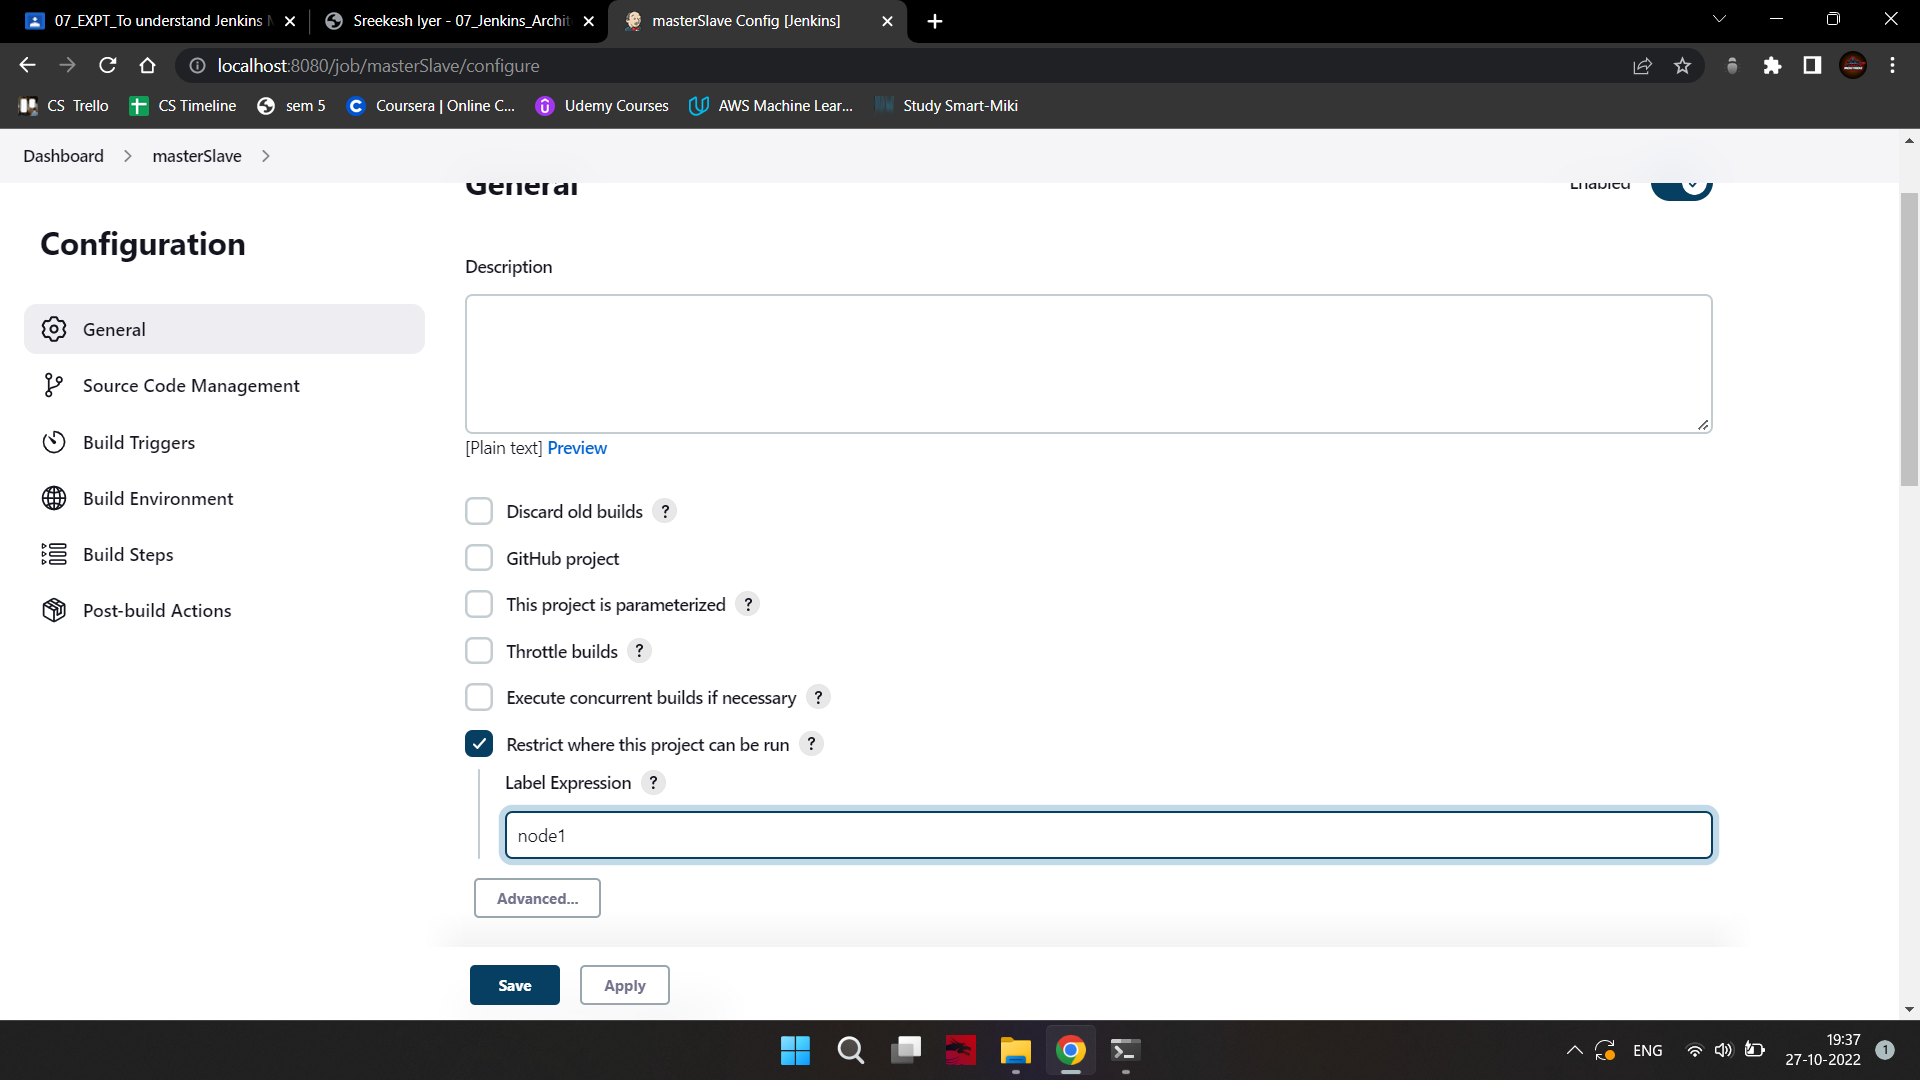 07_EXPT_To understand Jenkins M
Sreekesh Iyer - 07_Jenkins_Archit
masterSlave Config [Jenkins]
localhost:8080/job/masterSlave/configure
CS Trello
CS Timeline
sem 5
Coursera | Online C...
Udemy Courses
AWS Machine Lear...
Study Smart-Miki
Dashboard
masterSlave
General
Enabled
Configuration
Description
General
Source Code Management
Build Triggers
Build Environment
Build Steps
Post-build Actions
[Plain text] Preview
Discard old builds ?
GitHub project
This project is parameterized ?
Throttle builds ?
Execute concurrent builds if necessary ?
Restrict where this project can be run ?
Label Expression ?
node1
Advanced...
Save
Apply
ENG
19:37
27-10-2022
1